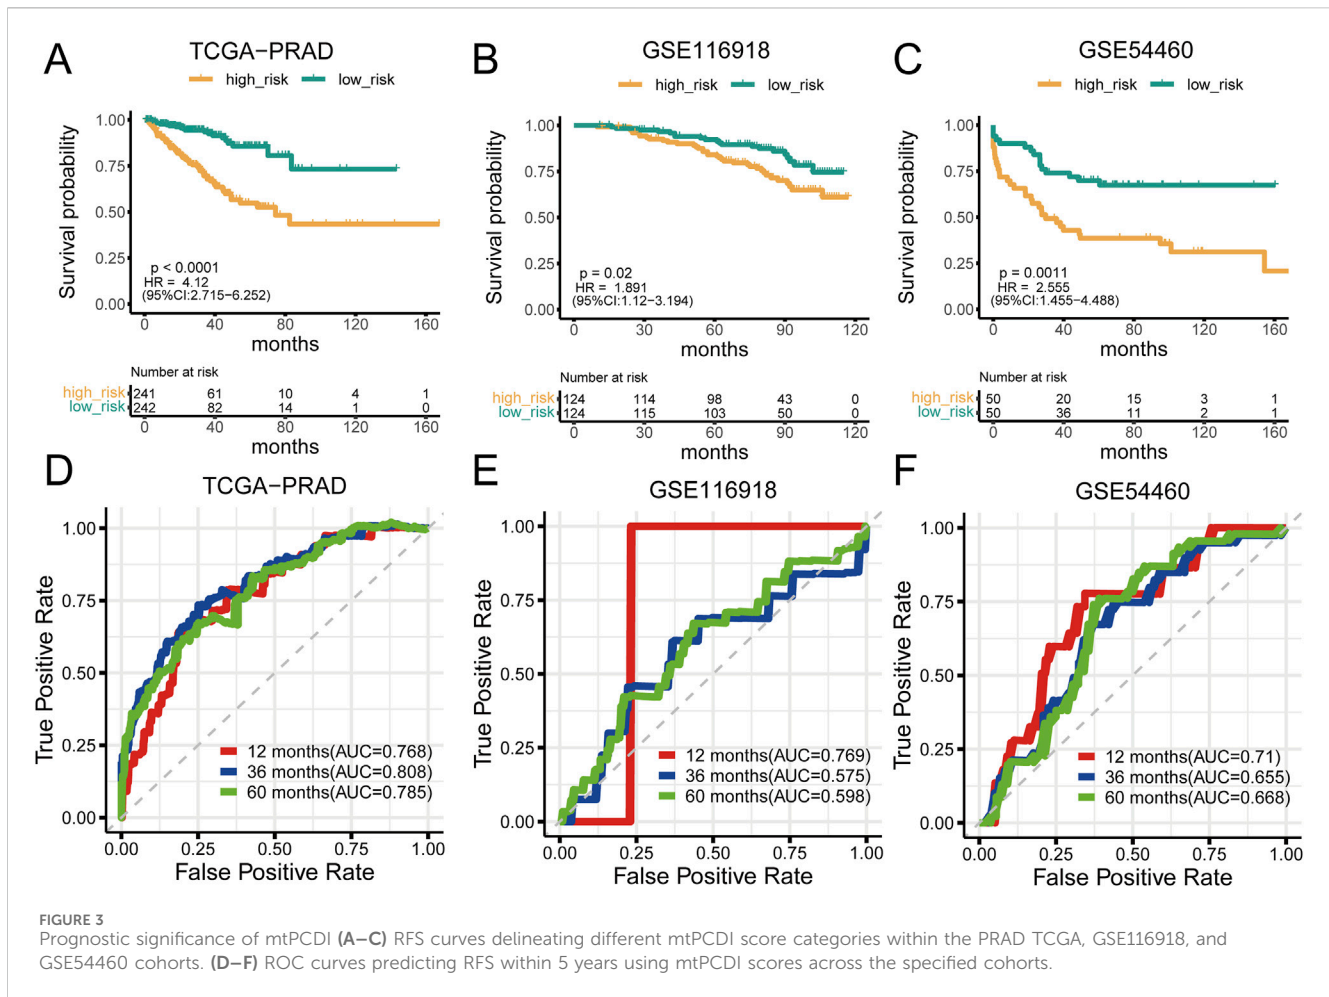 A
TCGA−PRAD
high_risk low_risk
Survival probability
1.00
0.75
0.50
0.25
0.00
p < 0.0001
HR = 4.12
(95%CI:2.715−6.252)
0 40 80 120 160
months
Number at risk
high_risk 241 61 10 4 1
low_risk 242 82 14 1 0
0 40 80 120 160
months
B
GSE116918
high_risk low_risk
Survival probability
1.00
0.75
0.50
0.25
0.00
p = 0.02
HR = 1.891
(95%CI:1.12−3.194)
0 30 60 90 120
months
Number at risk
high_risk 124 114 98 43 0
low_risk 124 115 103 50 0
0 30 60 90 120
months
C
GSE54460
high_risk low_risk
Survival probability
1.00
0.75
0.50
0.25
0.00
p = 0.0011
HR = 2.555
(95%CI:1.455−4.488)
0 40 80 120 160
months
Number at risk
high_risk 50 20 15 3 1
low_risk 50 36 11 2 1
0 40 80 120 160
months
D
TCGA−PRAD
True Positive Rate
1.00
0.75
0.50
0.25
0.00
12 months(AUC=0.768)
36 months(AUC=0.808)
60 months(AUC=0.785)
0.00 0.25 0.50 0.75 1.00
False Positive Rate
E
GSE116918
True Positive Rate
1.00
0.75
0.50
0.25
0.00
12 months(AUC=0.769)
36 months(AUC=0.575)
60 months(AUC=0.598)
0.00 0.25 0.50 0.75 1.00
False Positive Rate
F
GSE54460
True Positive Rate
1.00
0.75
0.50
0.25
0.00
12 months(AUC=0.71)
36 months(AUC=0.655)
60 months(AUC=0.668)
0.00 0.25 0.50 0.75 1.00
False Positive Rate
FIGURE 3
Prognostic significance of mtPCDI (A–C) RFS curves delineating different mtPCDI score categories within the PRAD TCGA, GSE116918, and
GSE54460 cohorts. (D–F) ROC curves predicting RFS within 5 years using mtPCDI scores across the specified cohorts.